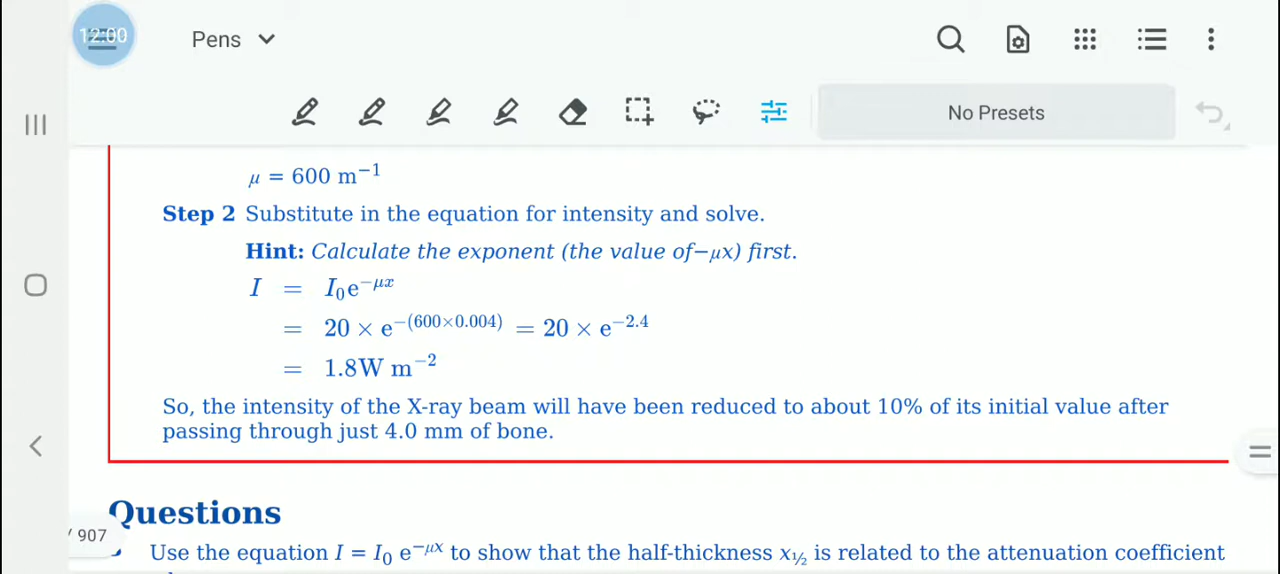 12:00
Pens
No Presets
μ = 600 m⁻¹
Step 2 Substitute in the equation for intensity and solve.
Hint: Calculate the exponent (the value of−μx) first.
I = I₀e^−μx
= 20 × e^−(600×0.004) = 20 × e^−2.4
= 1.8W m⁻²
So, the intensity of the X-ray beam will have been reduced to about 10% of its initial value after
passing through just 4.0 mm of bone.
Questions
/ 907
Use the equation I = I₀ e^−μx to show that the half-thickness x½ is related to the attenuation coefficient